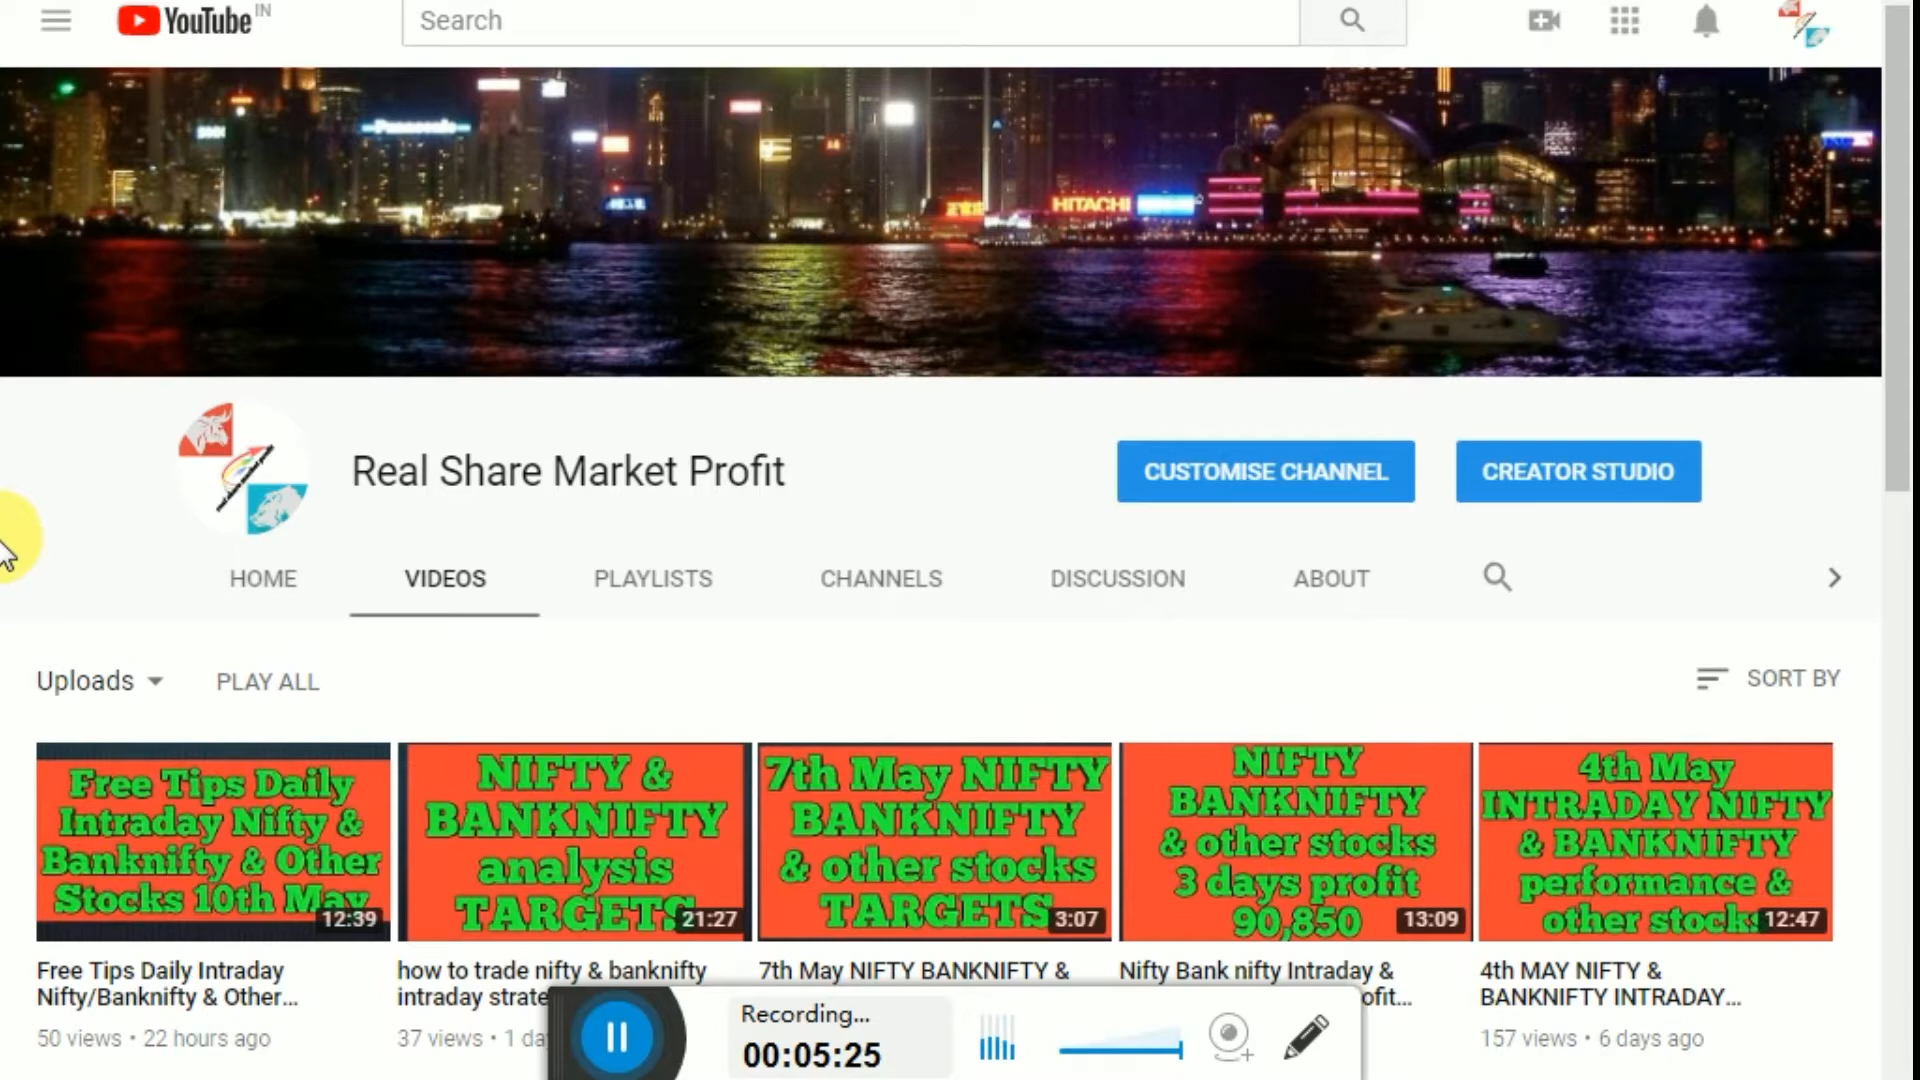 YouTube IN
Search
Panasonic
HITACHI
Real Share Market Profit
CUSTOMISE CHANNEL
CREATOR STUDIO
HOME
VIDEOS
PLAYLISTS
CHANNELS
DISCUSSION
ABOUT
Uploads
PLAY ALL
SORT BY
Free Tips Daily
Intraday Nifty &
Banknifty & Other
Stocks 10th May
12:39
NIFTY &
BANKNIFTY
analysis
TARGETS
21:27
7th May NIFTY
BANKNIFTY
& other stocks
TARGETS
3:07
NIFTY
BANKNIFTY
& other stocks
3 days profit
90,850
13:09
4th May
INTRADAY NIFTY
& BANKNIFTY
performance &
other stocks
12:47
Free Tips Daily Intraday
Nifty/Banknifty & Other...
50 views • 22 hours ago
how to trade nifty & banknifty
intraday strate
37 views • 1 da
7th May NIFTY BANKNIFTY &
Nifty Bank nifty Intraday &
ofit...
4th MAY NIFTY &
BANKNIFTY INTRADAY...
157 views • 6 days ago
Recording...
00:05:25